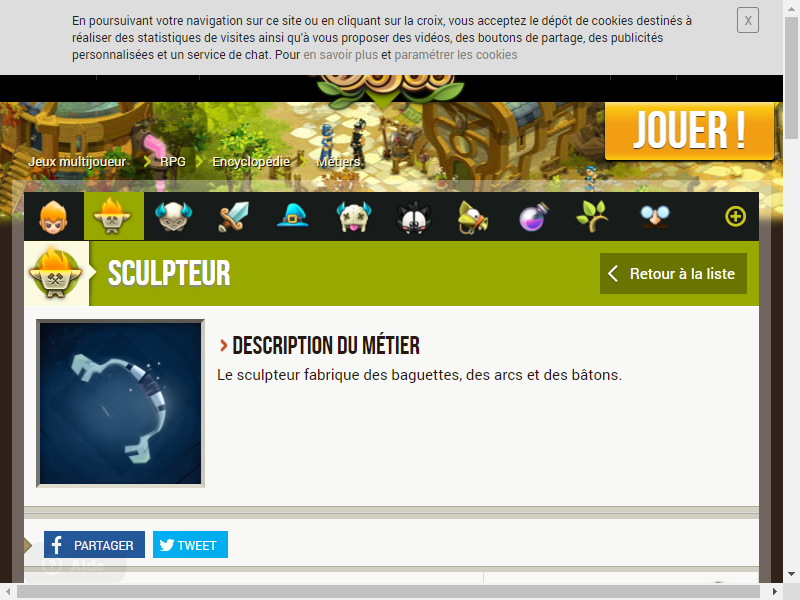 En poursuivant votre navigation sur ce site ou en cliquant sur la croix, vous acceptez le dépôt de cookies destinés à
réaliser des statistiques de visites ainsi qu'à vous proposer des vidéos, des boutons de partage, des publicités
personnalisées et un service de chat. Pour en savoir plus et paramétrer les cookies
X
JOUER !
Jeux multijoueur RPG Encyclopédie Métiers
SCULPTEUR
Retour à la liste
DESCRIPTION DU MÉTIER
Le sculpteur fabrique des baguettes, des arcs et des bâtons.
PARTAGER
TWEET
Aide